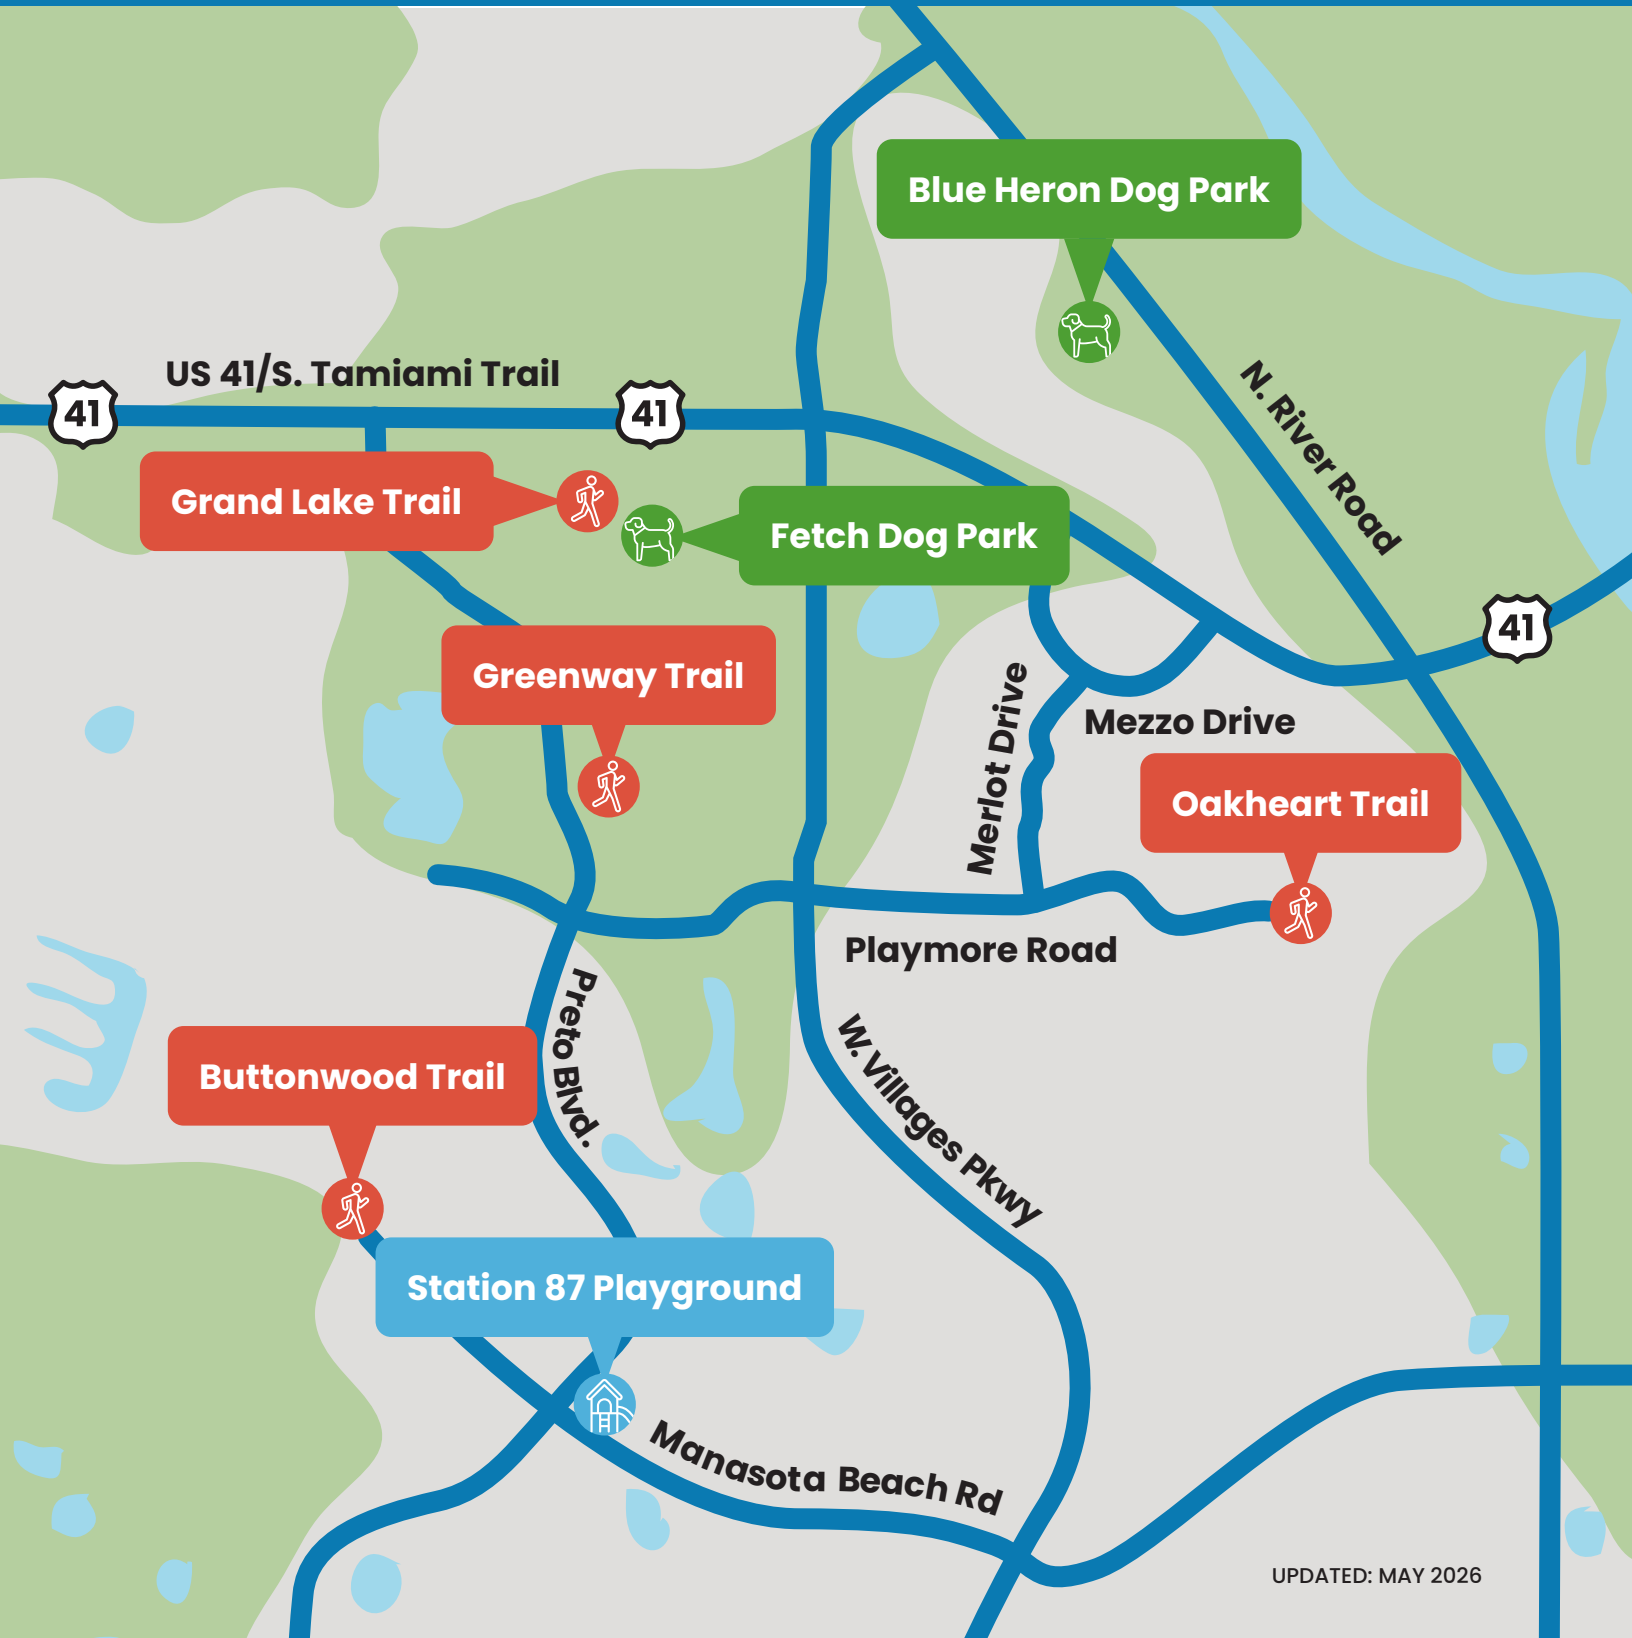 Blue Heron Dog Park
US 41/S. Tamiami Trail
41
41
N. River Road
Grand Lake Trail
Fetch Dog Park
41
Greenway Trail
Merlot Drive
Mezzo Drive
Oakheart Trail
Playmore Road
Preto Blvd.
W. Villages Pkwy
Buttonwood Trail
Station 87 Playground
Manasota Beach Rd
UPDATED: MAY 2026